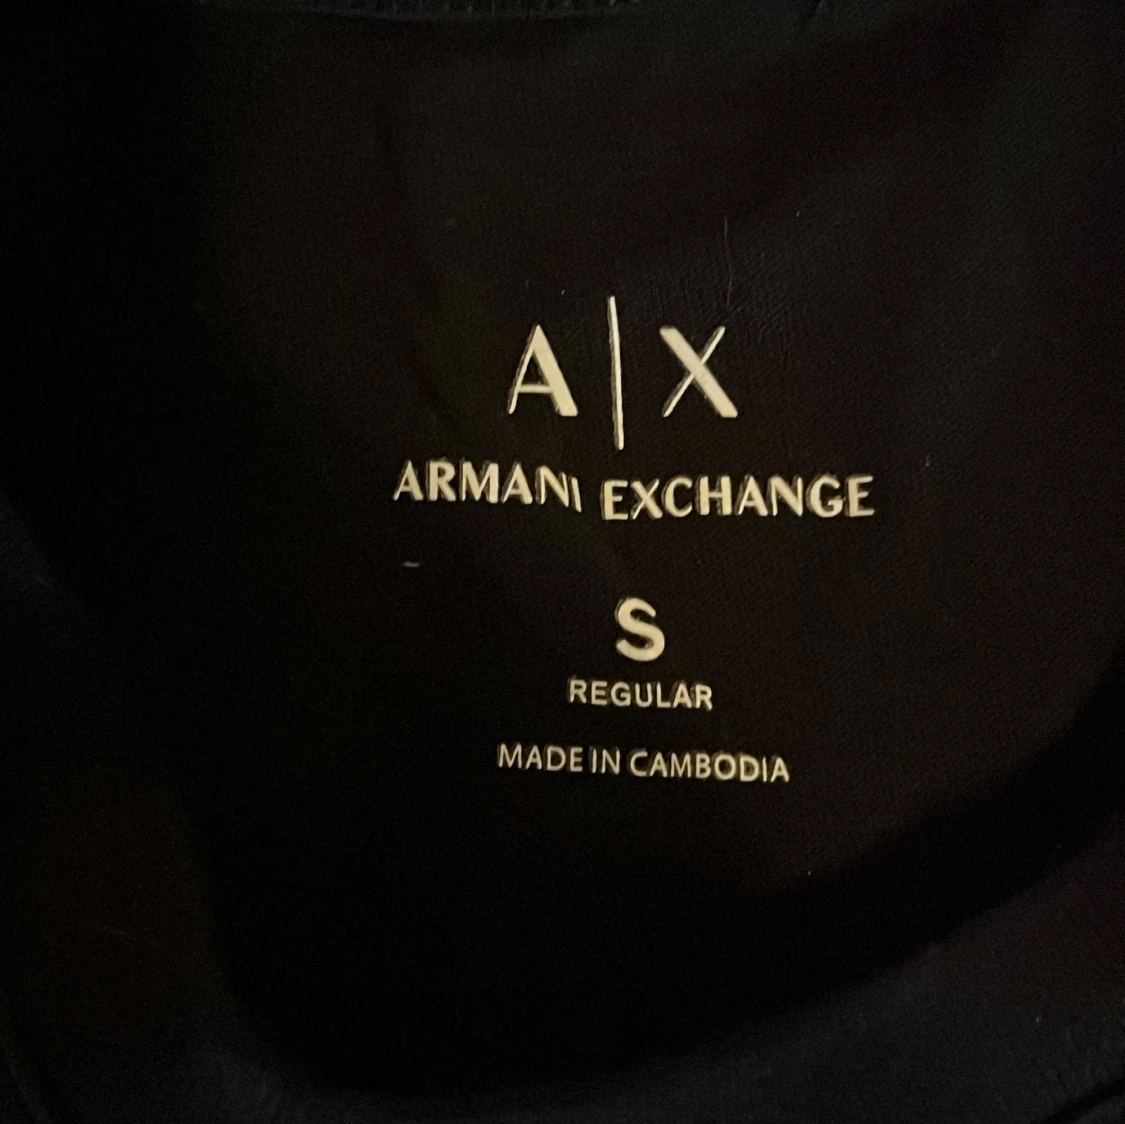 A|X
ARMANI EXCHANGE
S
REGULAR
MADE IN CAMBODIA